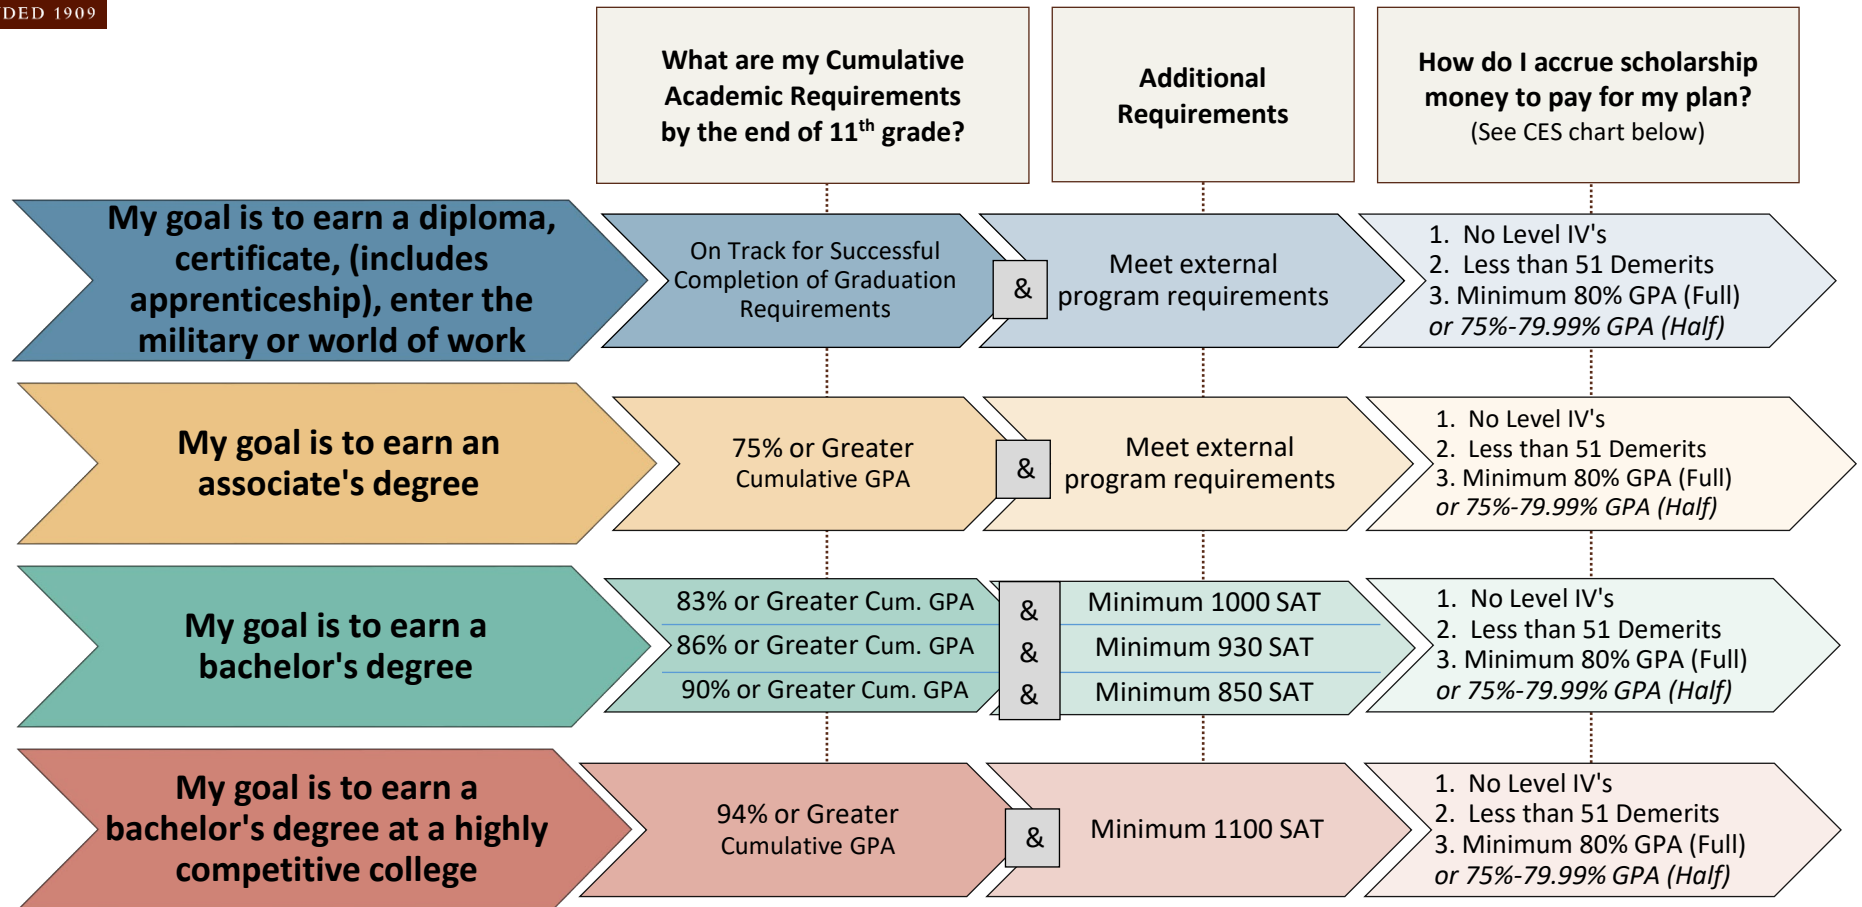 DED 1909
What are my Cumulative
Academic Requirements
by the end of 11th grade?
Additional
Requirements
How do I accrue scholarship
money to pay for my plan?
(See CES chart below)
My goal is to earn a diploma,
certificate, (includes
apprenticeship), enter the
military or world of work
On Track for Successful
Completion of Graduation
Requirements
&
Meet external
program requirements
1. No Level IV's
2. Less than 51 Demerits
3. Minimum 80% GPA (Full)
or 75%-79.99% GPA (Half)
My goal is to earn an
associate's degree
75% or Greater
Cumulative GPA
&
Meet external
program requirements
1. No Level IV's
2. Less than 51 Demerits
3. Minimum 80% GPA (Full)
or 75%-79.99% GPA (Half)
My goal is to earn a
bachelor's degree
83% or Greater Cum. GPA
&
Minimum 1000 SAT
86% or Greater Cum. GPA
&
Minimum 930 SAT
90% or Greater Cum. GPA
&
Minimum 850 SAT
1. No Level IV's
2. Less than 51 Demerits
3. Minimum 80% GPA (Full)
or 75%-79.99% GPA (Half)
My goal is to earn a
bachelor's degree at a highly
competitive college
94% or Greater
Cumulative GPA
&
Minimum 1100 SAT
1. No Level IV's
2. Less than 51 Demerits
3. Minimum 80% GPA (Full)
or 75%-79.99% GPA (Half)